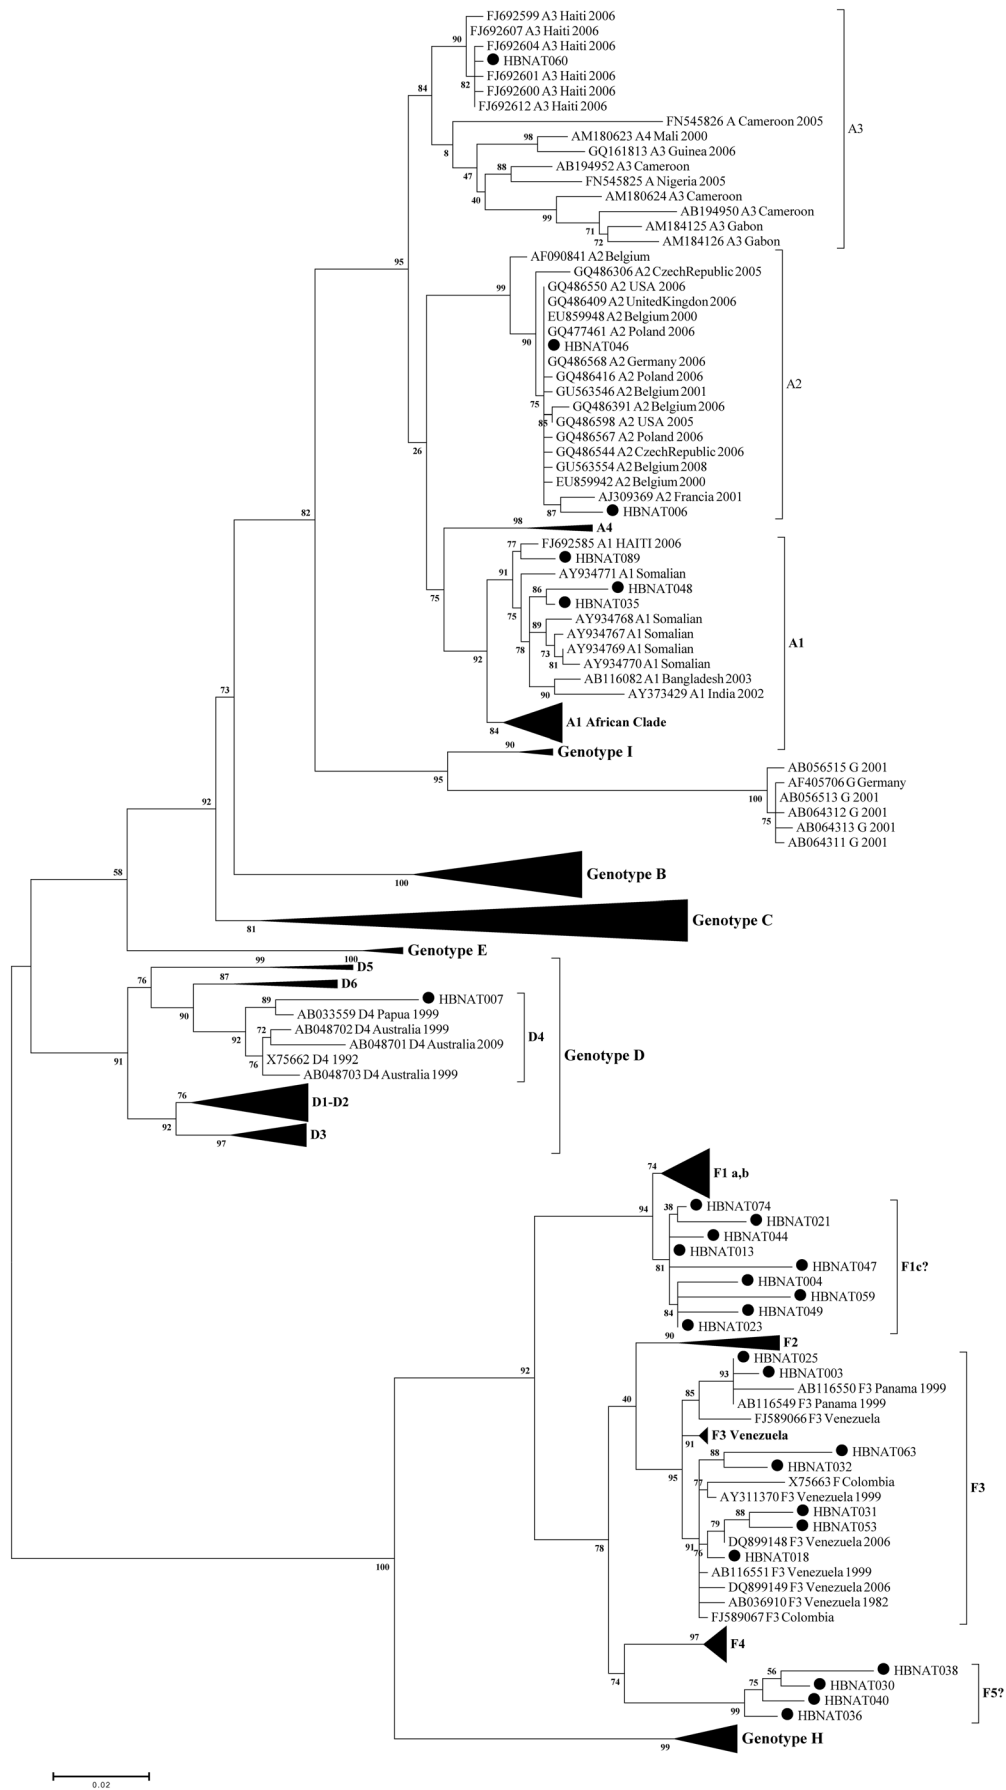 FJ692599 A3 Haiti 2006
FJ692607 A3 Haiti 2006
90
FJ692604 A3 Haiti 2006
HBNAT060
FJ692601 A3 Haiti 2006
82
84
FJ692600 A3 Haiti 2006
FJ692612 A3 Haiti 2006
FN545826 A Cameroon 2005
A3
98
AM180623 A4 Mali 2000
8
GQ161813 A3 Guinea 2006
88
AB194952 A3 Cameroon
47
FN545825 A Nigeria 2005
40
AM180624 A3 Cameroon
99
AB194950 A3 Cameroon
71
AM184125 A3 Gabon
72
AM184126 A3 Gabon
95
AF090841 A2 Belgium
GQ486306 A2 CzechRepublic 2005
99
GQ486550 A2 USA 2006
GQ486409 A2 UnitedKingdon 2006
EU859948 A2 Belgium 2000
GQ477461 A2 Poland 2006
90
HBNAT046
GQ486568 A2 Germany 2006
GQ486416 A2 Poland 2006
A2
GU563546 A2 Belgium 2001
75
GQ486391 A2 Belgium 2006
85
GQ486598 A2 USA 2005
GQ486567 A2 Poland 2006
26
GQ486544 A2 CzechRepublic 2006
GU563554 A2 Belgium 2008
EU859942 A2 Belgium 2000
AJ309369 A2 Francia 2001
87
HBNAT006
82
98
A4
77
FJ692585 A1 HAITI 2006
HBNAT089
91
AY934771 A1 Somalian
86
HBNAT048
75
HBNAT035
75
89
AY934768 A1 Somalian
AY934767 A1 Somalian
A1
78
73
AY934769 A1 Somalian
92
81
AY934770 A1 Somalian
AB116082 A1 Bangladesh 2003
90
AY373429 A1 India 2002
73
84
A1 African Clade
90
Genotype I
95
AB056515 G 2001
AF405706 G Germany
100
AB056513 G 2001
92
75
AB064312 G 2001
AB064313 G 2001
AB064311 G 2001
58
100
Genotype B
81
Genotype C
100
Genotype E
99
D5
76
87
D6
89
HBNAT007
90
AB033559 D4 Papua 1999
72
AB048702 D4 Australia 1999
92
AB048701 D4 Australia 2009
D4
91
76
X75662 D4 1992
Genotype D
AB048703 D4 Australia 1999
76
D1-D2
92
97
D3
74
F1 a,b
94
38
HBNAT074
HBNAT021
HBNAT044
HBNAT013
81
HBNAT047
F1c?
HBNAT004
HBNAT059
84
HBNAT049
HBNAT023
90
F2
92
HBNAT025
93
HBNAT003
85
AB116550 F3 Panama 1999
40
AB116549 F3 Panama 1999
FJ589066 F3 Venezuela
91
F3 Venezuela
88
HBNAT063
95
HBNAT032
77
X75663 F Colombia
F3
AY311370 F3 Venezuela 1999
88
HBNAT031
79
HBNAT053
78
91
DQ899148 F3 Venezuela 2006
76
HBNAT018
100
AB116551 F3 Venezuela 1999
DQ899149 F3 Venezuela 2006
AB036910 F3 Venezuela 1982
FJ589067 F3 Colombia
97
F4
74
56
HBNAT038
75
HBNAT030
F5?
99
HBNAT040
HBNAT036
99
Genotype H
0.02